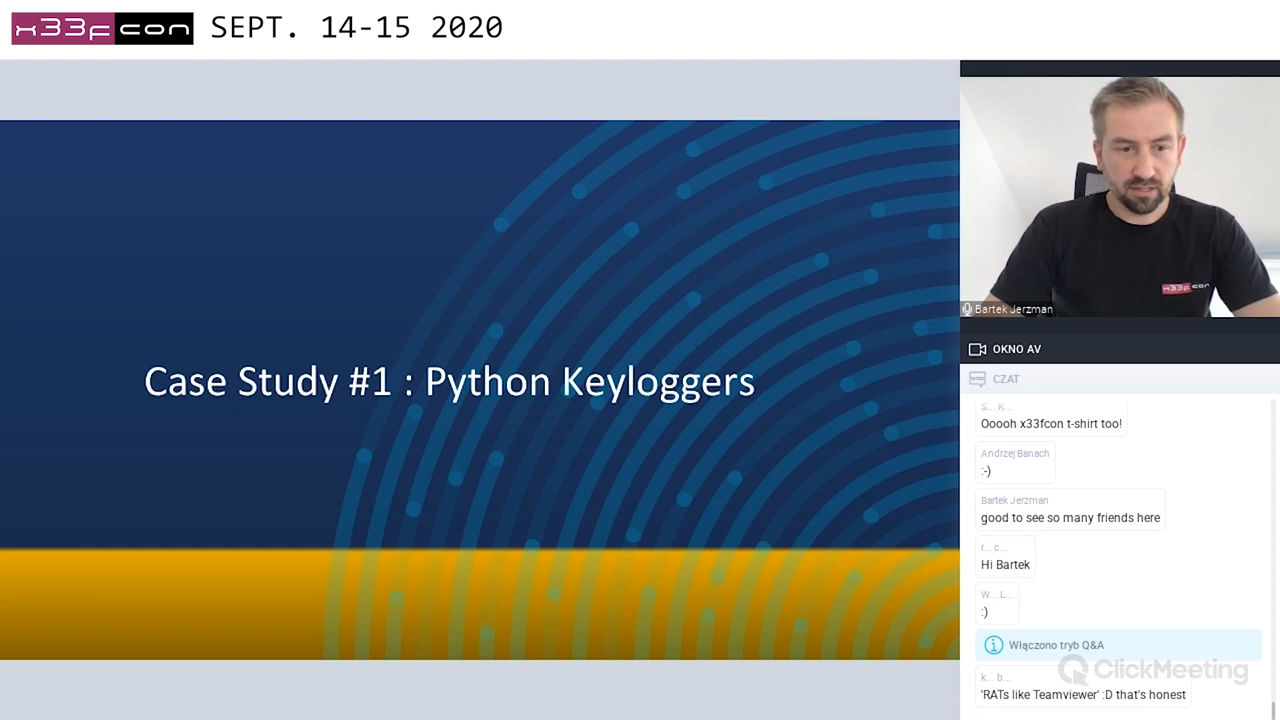 x33fcon SEPT. 14-15 2020
Case Study #1 : Python Keyloggers
x33fcon
Bartek Jerzman
OKNO AV
CZAT
S... K...
Ooooh x33fcon t-shirt too!
Andrzej Banach
:-)
Bartek Jerzman
good to see so many friends here
r... c...
Hi Bartek
W... L...
:)
Włączono tryb Q&A
ClickMeeting
k... b...
'RATs like Teamviewer' :D that's honest